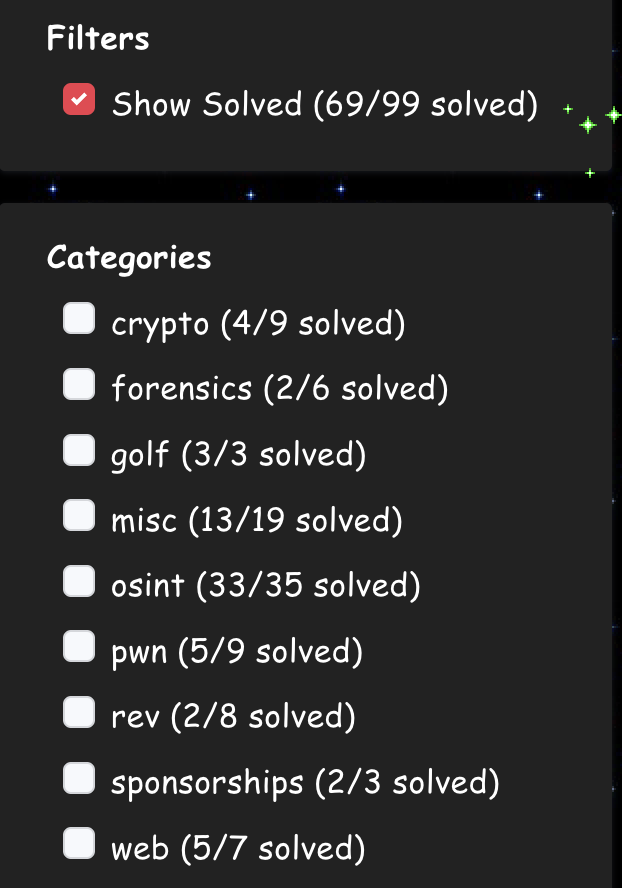 Filters
Show Solved (69/99 solved)
Categories
crypto (4/9 solved)
forensics (2/6 solved)
golf (3/3 solved)
misc (13/19 solved)
osint (33/35 solved)
pwn (5/9 solved)
rev (2/8 solved)
sponsorships (2/3 solved)
web (5/7 solved)